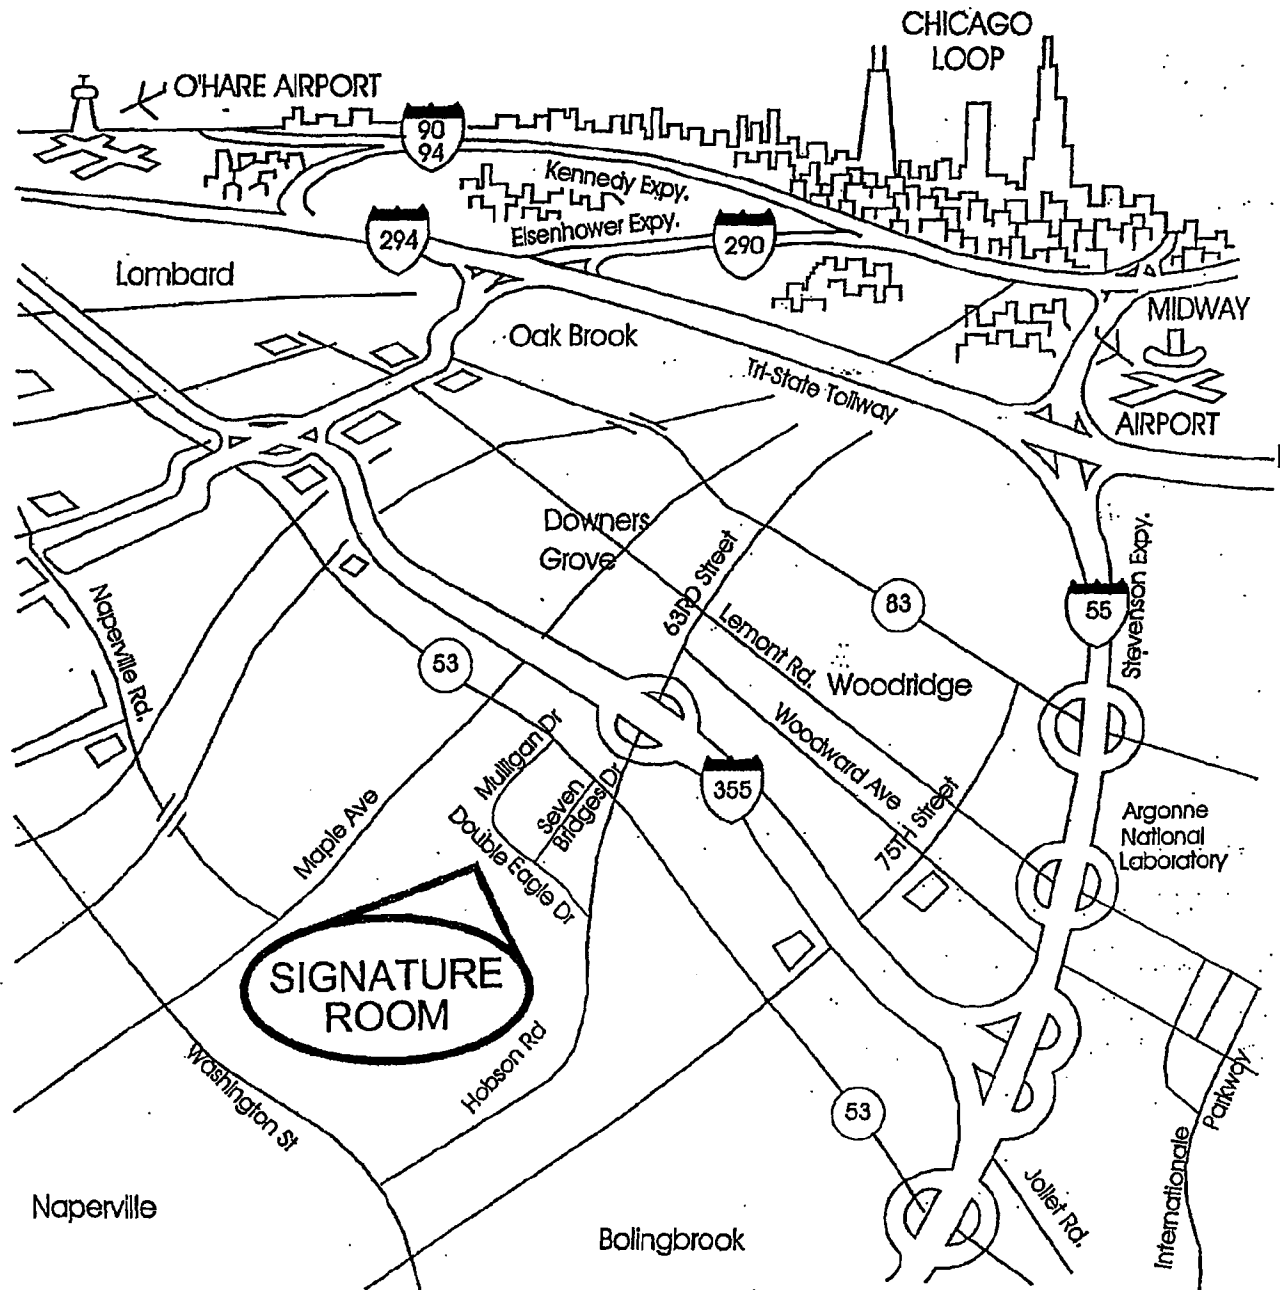 CHICAGO
LOOP
O'HARE AIRPORT
90
94
Kennedy Expy.
Eisenhower Expy.
294
290
Lombard
MIDWAY
Oak Brook
Tri-State Tollway
AIRPORT
Downers
Grove
63RD Street
Stevenson Expy.
83
55
Naperville Rd.
Lemont Rd.
53
Woodridge
Mulligan Dr
Woodward Ave
Seven
Bridges Dr
355
75TH Street
Argonne
National
Laboratory
Maple Ave
Double Eagle Dr
SIGNATURE
ROOM
Hobson Rd
Washington St
53
Parkway
Internationale
Joliet Rd.
Naperville
Bolingbrook